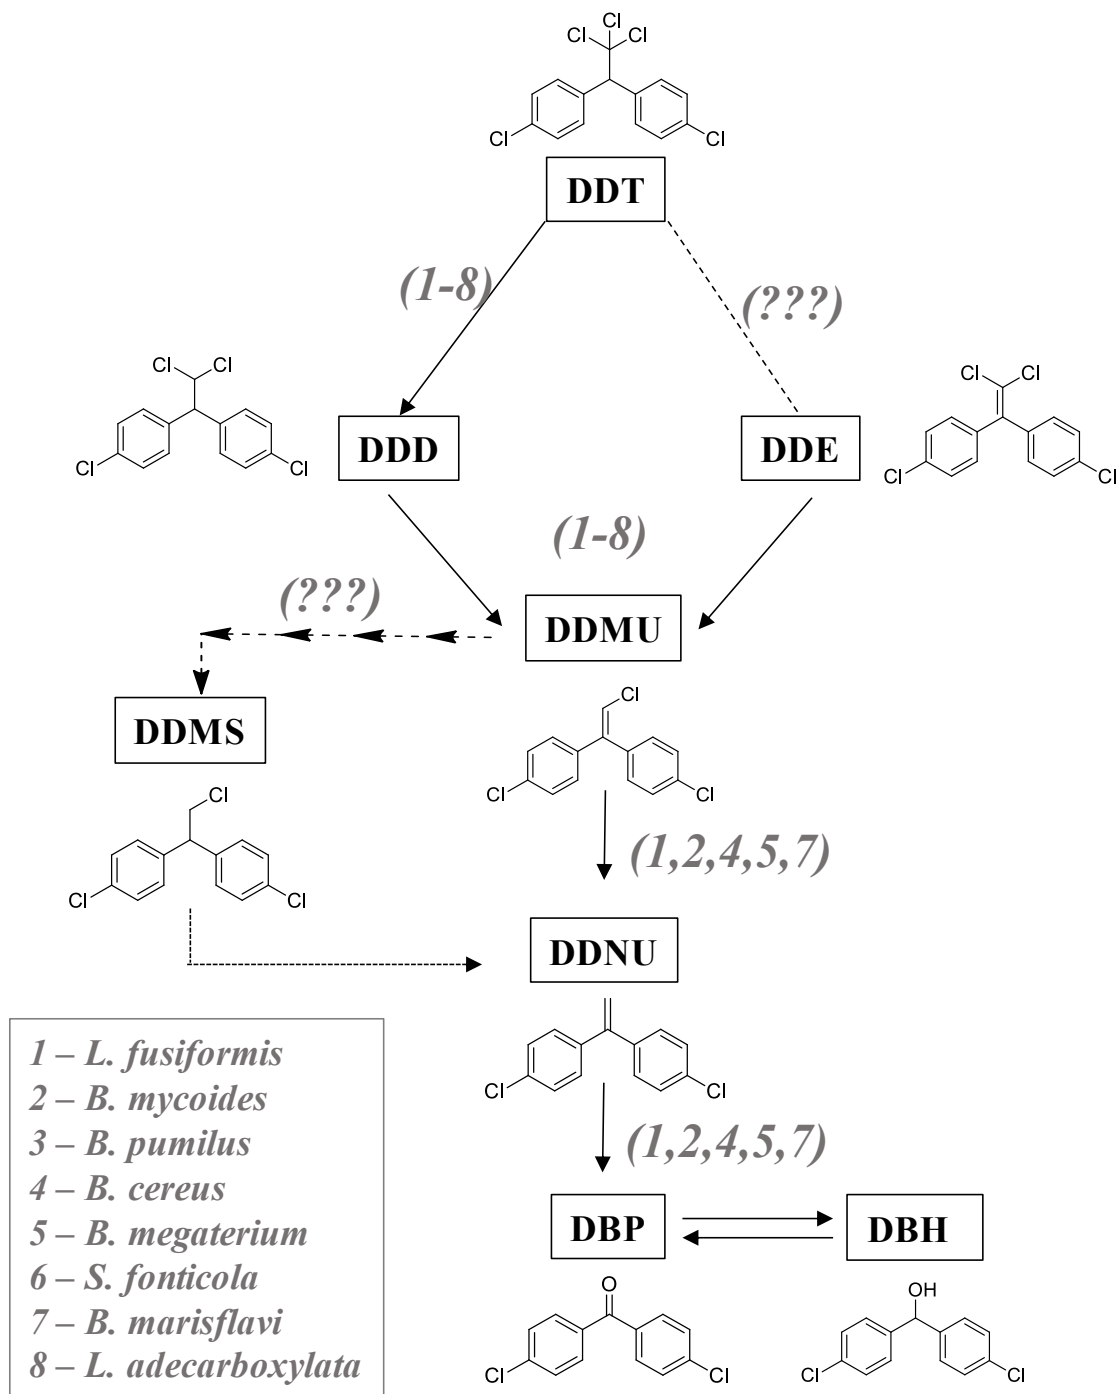 Cl
Cl Cl
Cl Cl
DDT
(1-8)
(???)
Cl Cl
Cl Cl
DDD
Cl Cl
Cl Cl
DDE
(1-8)
(???)
DDMU
DDMS
Cl
Cl Cl
Cl
Cl Cl
(1,2,4,5,7)
DDNU
Cl Cl
(1,2,4,5,7)
DBP
DBH
O
Cl Cl
OH
Cl Cl
1 – L. fusiformis
2 – B. mycoides
3 – B. pumilus
4 – B. cereus
5 – B. megaterium
6 – S. fonticola
7 – B. marisflavi
8 – L. adecarboxylata